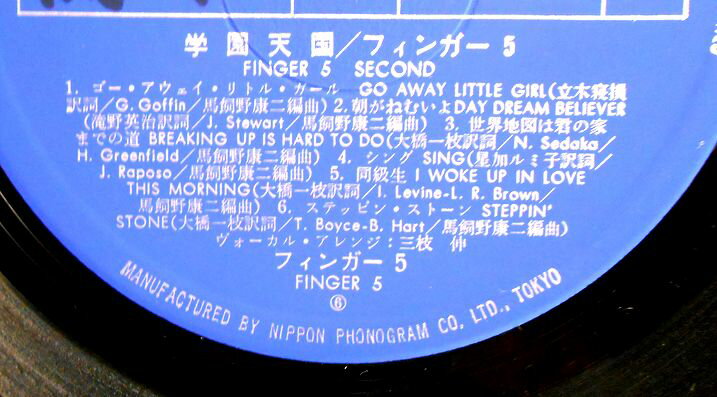 学園天国/フィンガー5
FINGER 5 SECOND
1. ゴー・アウェイ・リトル・ガール GO AWAY LITTLE GIRL(立木寝損
訳詞/G. Goffin/馬飼野康二編曲) 2. 朝がねむいよDAY DREAM BELIEVER
(滝野英治訳詞/J. Stewart/馬飼野康二編曲) 3. 世界地図は君の家
までの道 BREAKING UP IS HARD TO DO(大橋一枝訳詞/N. Sedaka/
H. Greenfield/馬飼野康二編曲) 4. シング SING(星加ルミ子訳詞/
J. Raposo/馬飼野康二編曲) 5. 同級生 I WOKE UP IN LOVE
THIS MORNING(大橋一枝訳詞/I. Levine-L. R. Brown/
馬飼野康二編曲) 6. ステッピン・ストーン STEPPIN'
STONE(大橋一枝訳詞/T. Boyce-B. Hart/馬飼野康二編曲)
ヴォーカル・アレンジ:三枝 伸
フィンガー5
FINGER 5
⑥
MANUFACTURED BY NIPPON PHONOGRAM CO. LTD., TOKYO